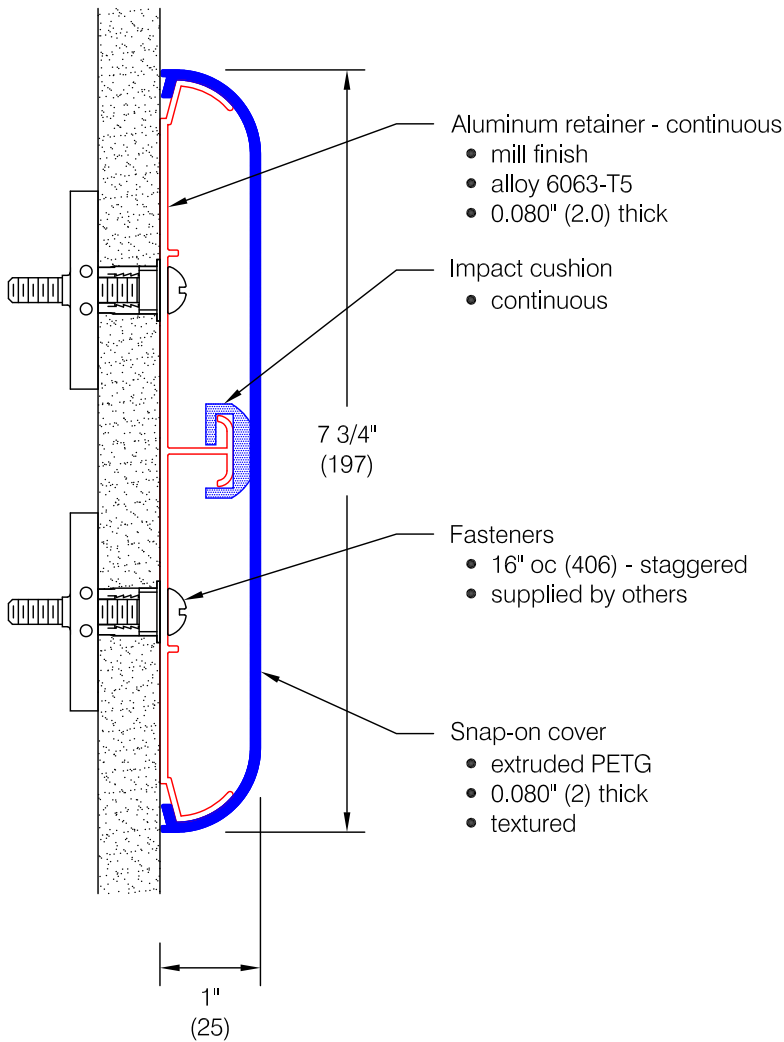 Aluminum retainer - continuous
• mill finish
• alloy 6063-T5
• 0.080" (2.0) thick
Impact cushion
• continuous
7 3/4"
(197)
Fasteners
• 16" oc (406) - staggered
• supplied by others
Snap-on cover
• extruded PETG
• 0.080" (2) thick
• textured
1"
(25)